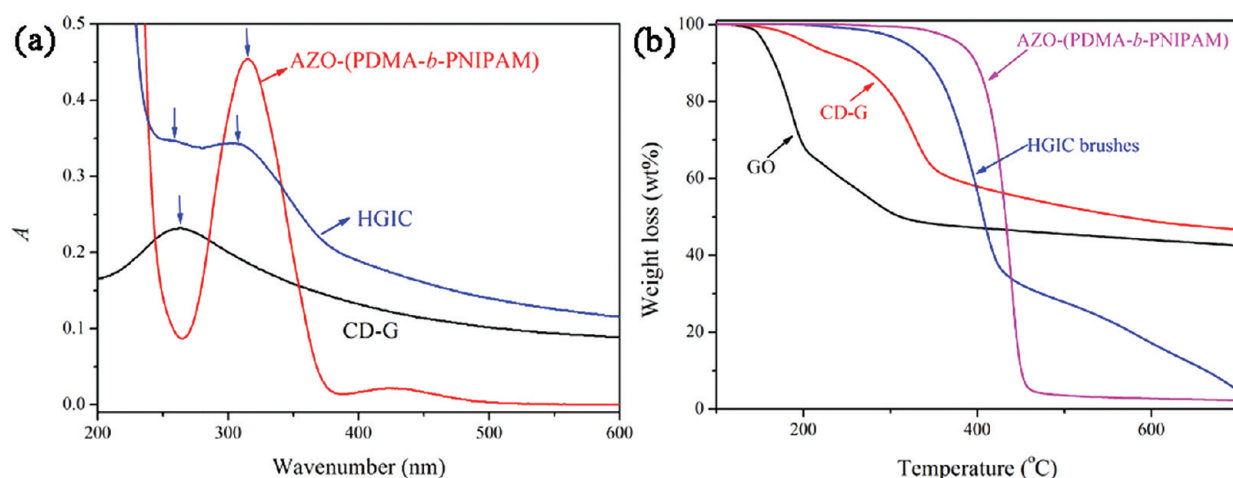 (a)
0.5
0.4
0.3
0.2
0.1
0.0
A
AZO-(PDMA-b-PNIPAM)
HGIC
CD-G
200 300 400 500 600
Wavenumber (nm)
(b)
100
80
60
40
20
0
Weight loss (wt%)
AZO-(PDMA-b-PNIPAM)
CD-G
HGIC brushes
GO
200 400 600
Temperature (°C)